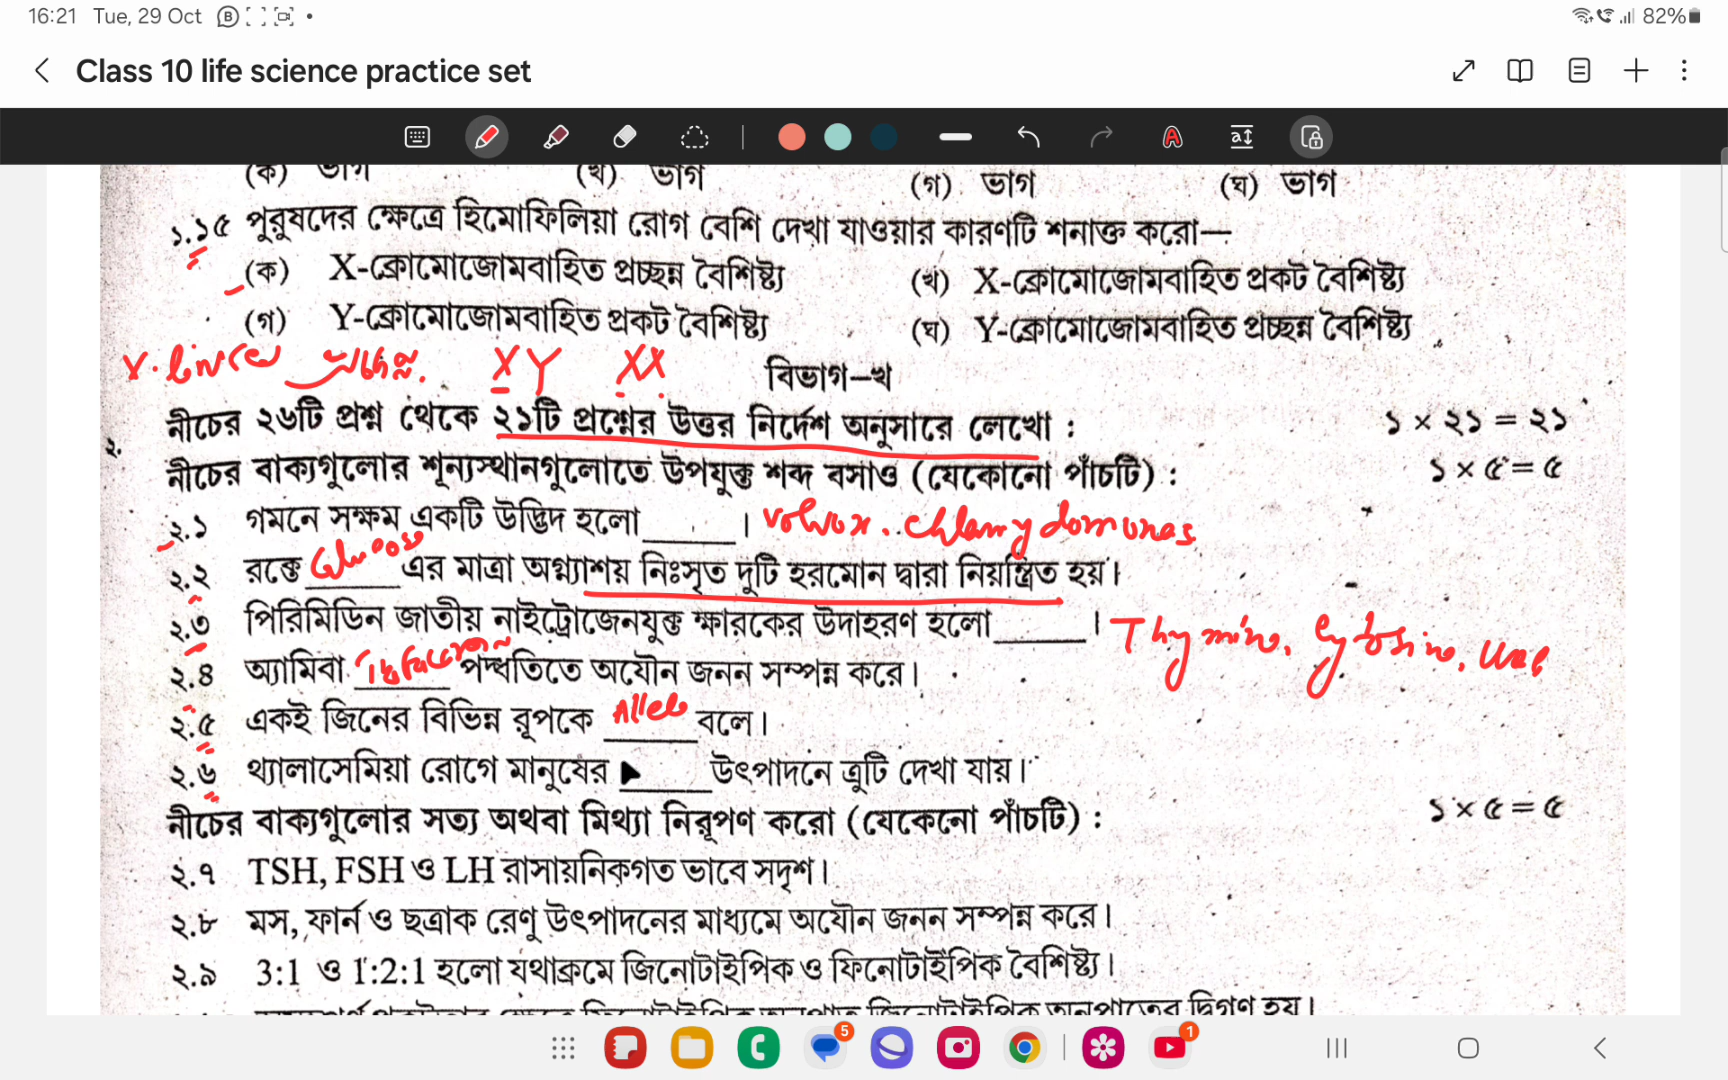 16:21 Tue, 29 Oct 82%
Class 10 life science practice set
(ক) ভাগ (খ) ভাগ (গ) ভাগ (ঘ) ভাগ
১.১৫ পুরুষদের ক্ষেত্রে হিমোফিলিয়া রোগ বেশি দেখা যাওয়ার কারণটি শনাক্ত করো—
(ক) X-ক্রোমোজোমবাহিত প্রচ্ছন্ন বৈশিষ্ট্য (খ) X-ক্রোমোজোমবাহিত প্রকট বৈশিষ্ট্য
(গ) Y-ক্রোমোজোমবাহিত প্রকট বৈশিষ্ট্য (ঘ) Y-ক্রোমোজোমবাহিত প্রচ্ছন্ন বৈশিষ্ট্য
XY XX
বিভাগ–খ
২. নীচের ২৬টি প্রশ্ন থেকে ২১টি প্রশ্নের উত্তর নির্দেশ অনুসারে লেখো : ১ × ২১ = ২১
নীচের বাক্যগুলোর শূন্যস্থানগুলোতে উপযুক্ত শব্দ বসাও (যেকোনো পাঁচটি) : ১ × ৫ = ৫
২.১ গমনে সক্ষম একটি উদ্ভিদ হলো______। Volvox. Chlamydomonas
২.২ রক্তে Glucose এর মাত্রা অগ্ন্যাশয় নিঃসৃত দুটি হরমোন দ্বারা নিয়ন্ত্রিত হয়।
২.৩ পিরিমিডিন জাতীয় নাইট্রোজেনযুক্ত ক্ষারকের উদাহরণ হলো______। Thymine, Cytosine,
২.৪ অ্যামিবা ______ পদ্ধতিতে অযৌন জনন সম্পন্ন করে।
২.৫ একই জিনের বিভিন্ন রূপকে Allele বলে।
২.৬ থ্যালাসেমিয়া রোগে মানুষের ______ উৎপাদনে ত্রুটি দেখা যায়।
নীচের বাক্যগুলোর সত্য অথবা মিথ্যা নিরূপণ করো (যেকেনো পাঁচটি) : ১ × ৫ = ৫
২.৭ TSH, FSH ও LH রাসায়নিকগত ভাবে সদৃশ।
২.৮ মস, ফার্ন ও ছত্রাক রেণু উৎপাদনের মাধ্যমে অযৌন জনন সম্পন্ন করে।
২.৯ 3:1 ও 1:2:1 হলো যথাক্রমে জিনোটাইপিক ও ফিনোটাইপিক বৈশিষ্ট্য।
5 1